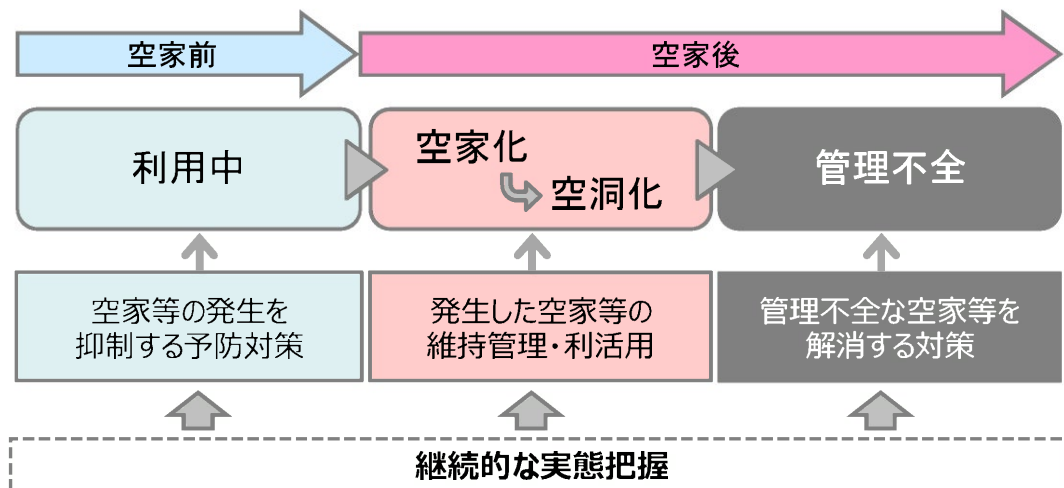 空家前
空家後
利用中
空家化
空洞化
管理不全
空家等の発生を
抑制する予防対策
発生した空家等の
維持管理・利活用
管理不全な空家等を
解消する対策
継続的な実態把握